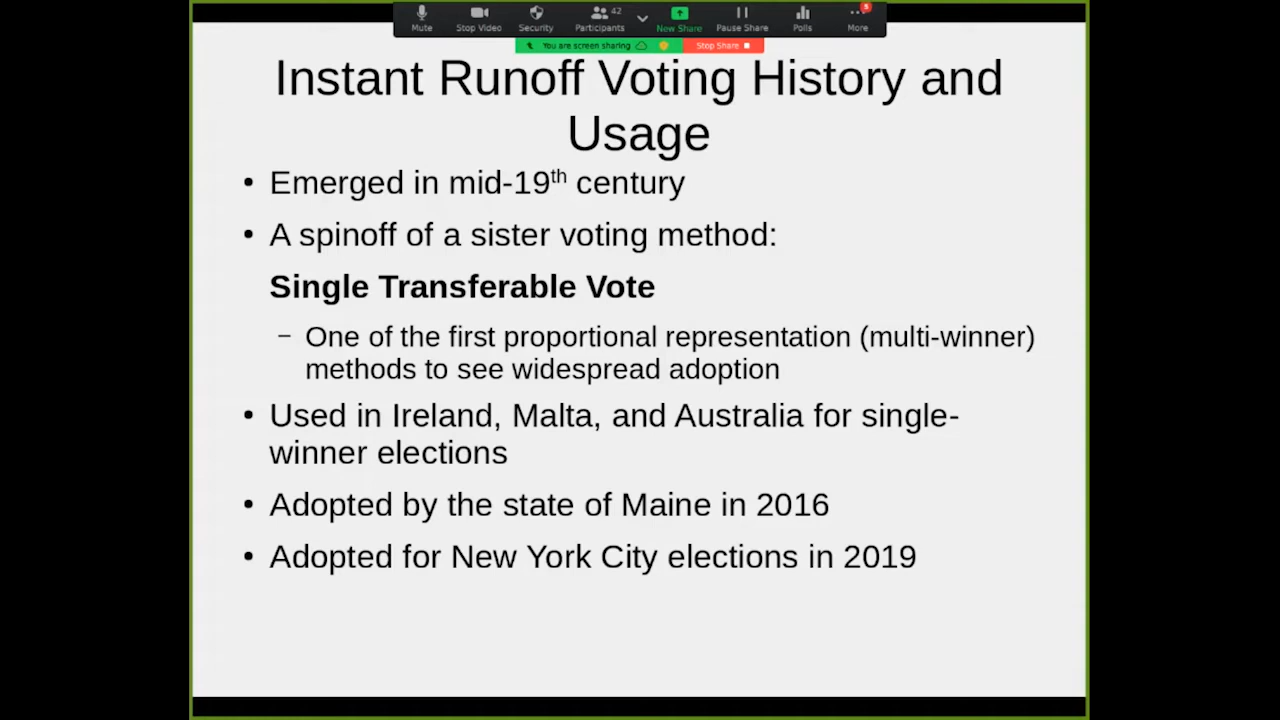 42
5
Mute Stop Video Security Participants New Share Pause Share Polls More
You are screen sharing Stop Share
Instant Runoff Voting History and
Usage
• Emerged in mid-19th century
• A spinoff of a sister voting method:
Single Transferable Vote
– One of the first proportional representation (multi-winner)
methods to see widespread adoption
• Used in Ireland, Malta, and Australia for single-
winner elections
• Adopted by the state of Maine in 2016
• Adopted for New York City elections in 2019